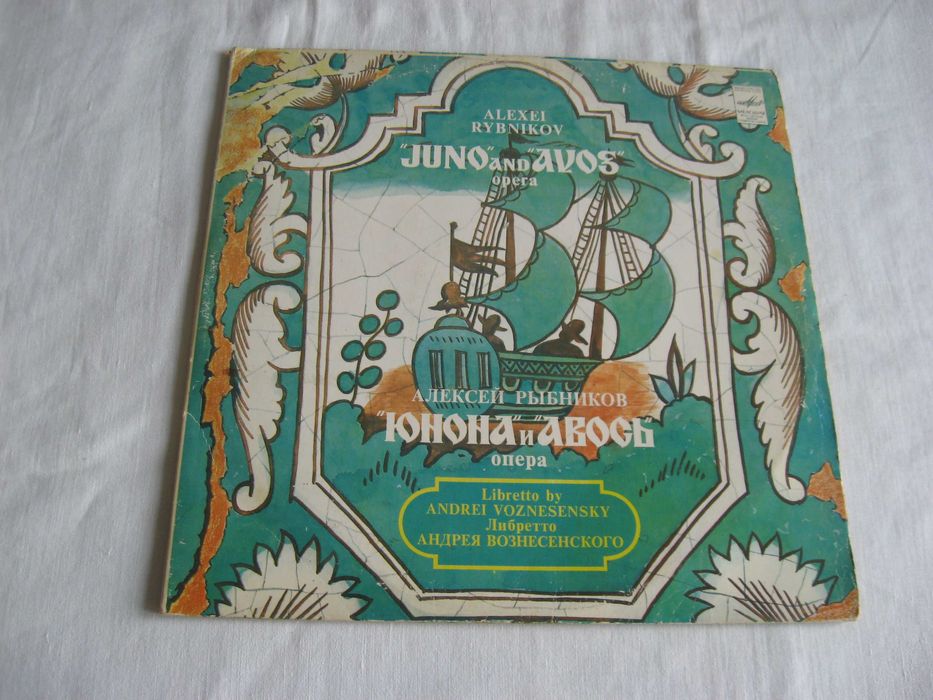 ALEXEI
RYBNIKOV
"JUNO" AND "AVOS"
opera
АЛЕКСЕЙ РЫБНИКОВ
"ЮНОНА" И "АВОСЬ"
опера
Libretto by
ANDREI VOZNESENSKY
Либретто
АНДРЕЯ ВОЗНЕСЕНСКОГО